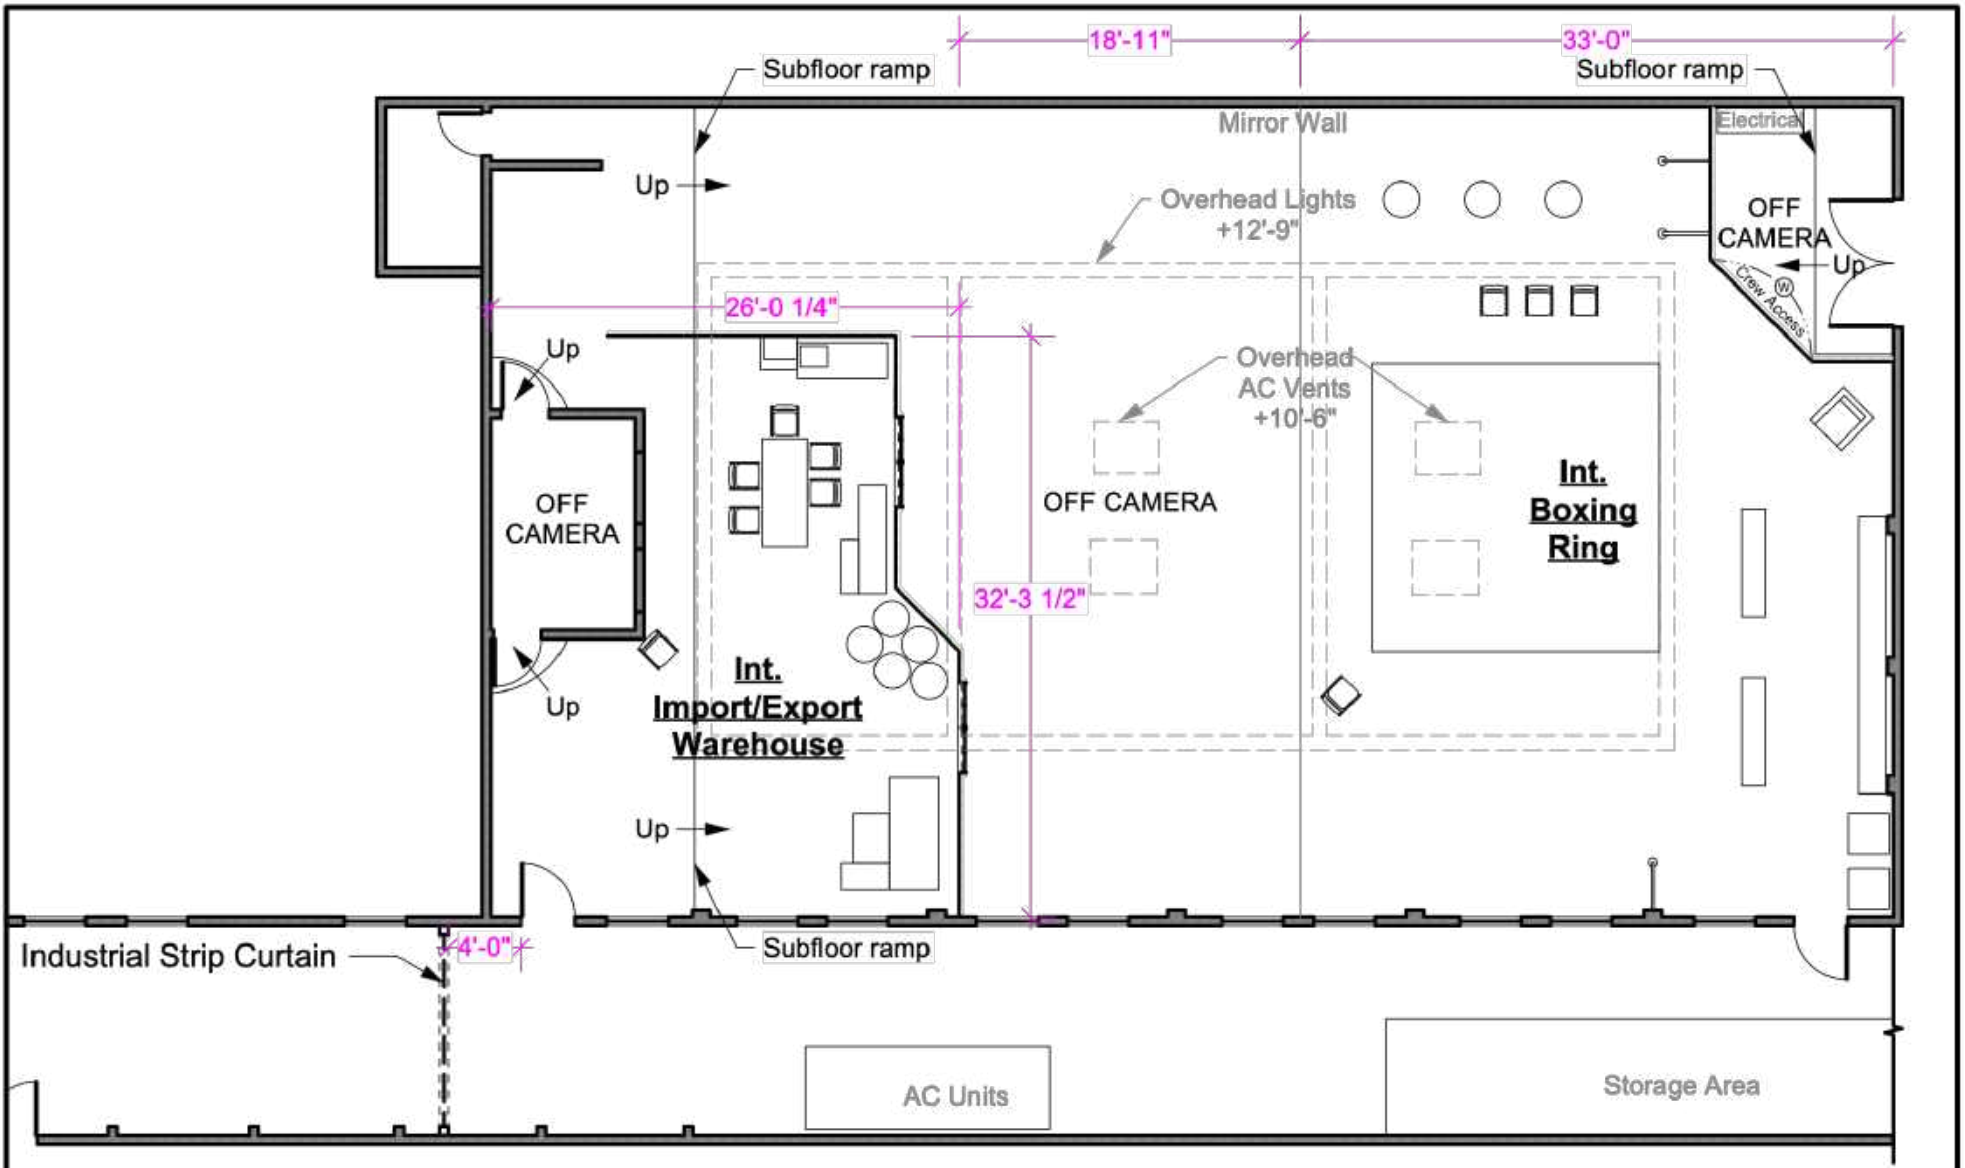 18'-11"
33'-0"
Subfloor ramp
Subfloor ramp
Mirror Wall
Electrical
Up
Overhead Lights
+12'-9"
OFF
CAMERA
Up
W
Crew Access
26'-0 1/4"
Up
Overhead
AC Vents
+10'-6"
OFF
CAMERA
OFF CAMERA
Int.
Boxing
Ring
32'-3 1/2"
Int.
Import/Export
Warehouse
Up
Up
Industrial Strip Curtain
4'-0"
Subfloor ramp
AC Units
Storage Area